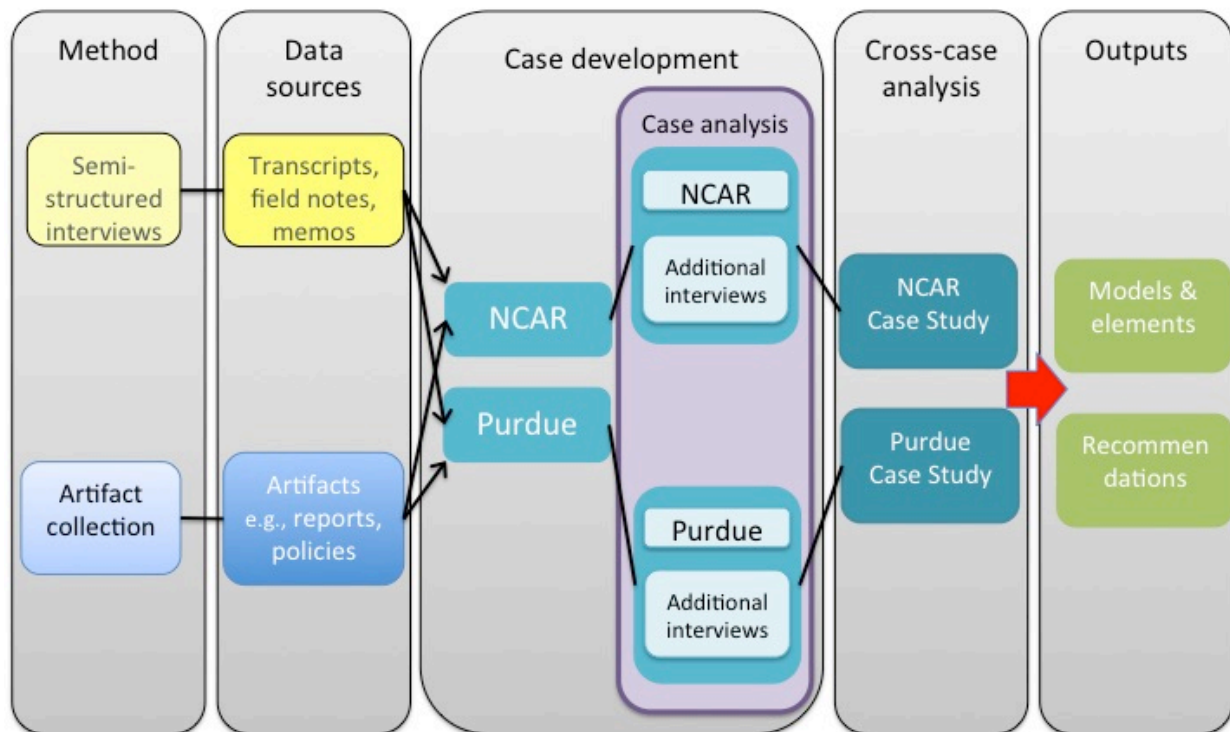 Method
Semi-
structured
interviews
Artifact
collection
Data
sources
Transcripts,
field notes,
memos
Artifacts
e.g., reports,
policies
Case development
NCAR
Purdue
Case analysis
NCAR
Additional
interviews
Purdue
Additional
interviews
Cross-case
analysis
NCAR
Case Study
Purdue
Case Study
Outputs
Models &
elements
Recommen
dations